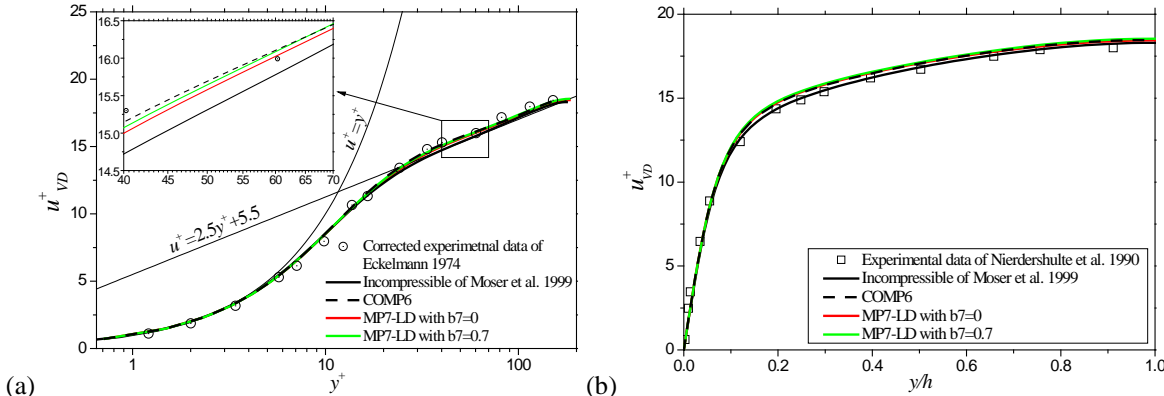 16.5
16.0
15.5
15.0
14.5
40 45 50 55 60 65 70
25
20
15
10
5
0
u+VD
u+=y+
u+=2.5y++5.5
Corrected experimetnal data of
Eckelmann 1974
Incompressible of Moser et al. 1999
COMP6
MP7-LD with b7=0
MP7-LD with b7=0.7
1 10 100
y+
(a)
20
15
10
5
0
u+VD
Experimental data of Nierdershulte et al. 1990
Incompressible of Moser et al. 1999
COMP6
MP7-LD with b7=0
MP7-LD with b7=0.7
0.0 0.2 0.4 0.6 0.8 1.0
y/h
(b)